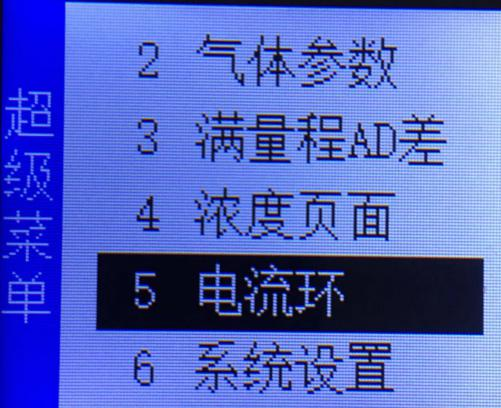 超级菜单
2 气体参数
3 满量程AD差
4 浓度页面
5 电流环
6 系统设置